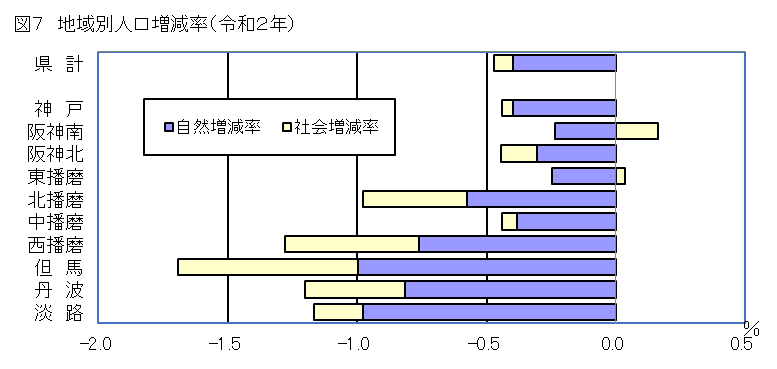 図７　地域別人口増減率（令和２年）
県　計
神　戸
阪神南
阪神北
東播磨
北播磨
中播磨
西播磨
但　馬
丹　波
淡　路
自然増減率　社会増減率
-2.0　-1.5　-1.0　-0.5　0.0　0.5
％